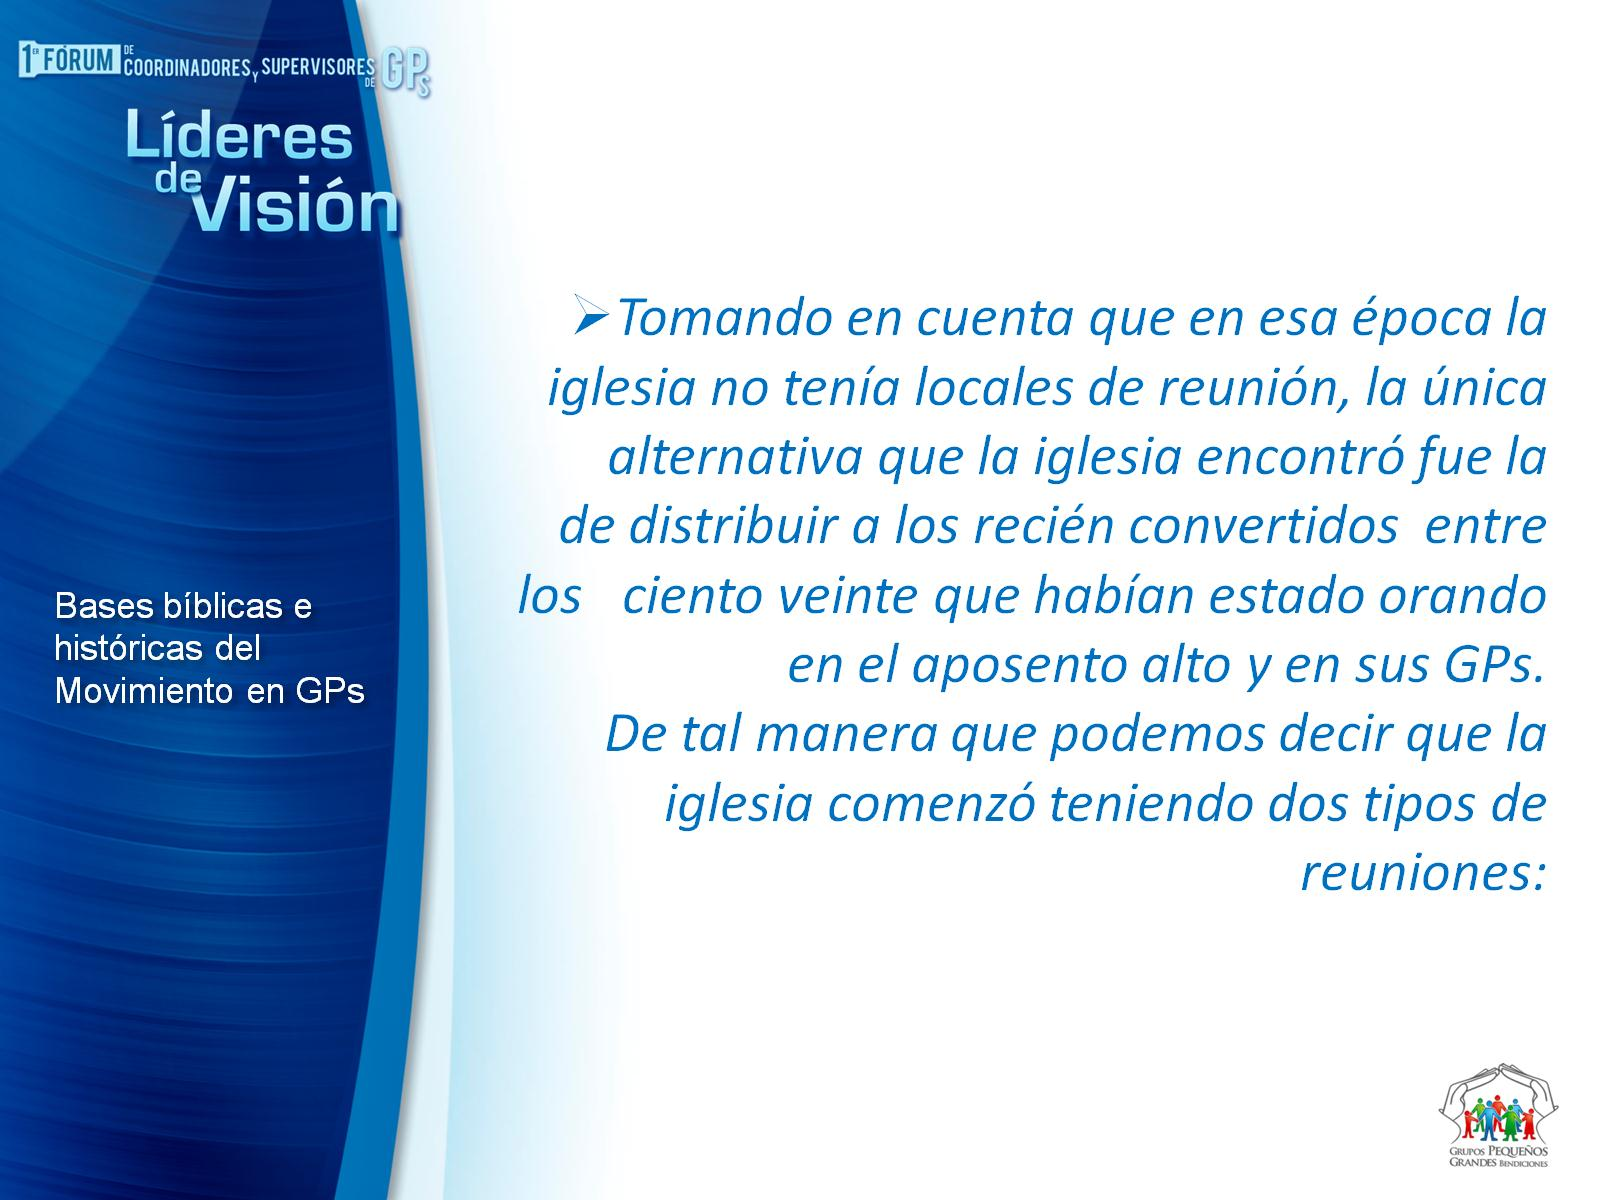 1ER FÓRUM DE COORDINADORES Y SUPERVISORES DE GPs
Líderes
de
Visión
Bases bíblicas e
históricas del
Movimiento en GPs
➢Tomando en cuenta que en esa época la
iglesia no tenía locales de reunión, la única
alternativa que la iglesia encontró fue la
de distribuir a los recién convertidos  entre
los   ciento veinte que habían estado orando
en el aposento alto y en sus GPs.
De tal manera que podemos decir que la
iglesia comenzó teniendo dos tipos de
reuniones:
GRUPOS PEQUEÑOS
GRANDES BENDICIONES